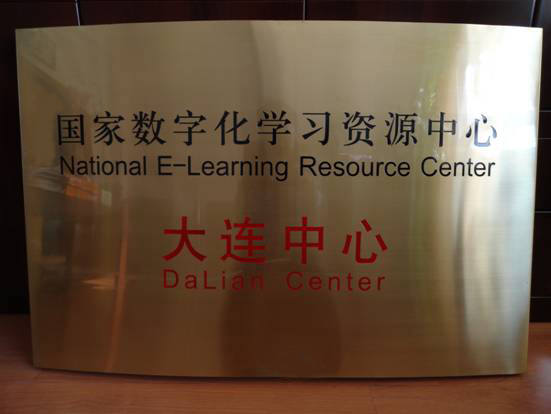 国家数字化学习资源中心
National E-Learning Resource Center
大连中心
DaLian Center